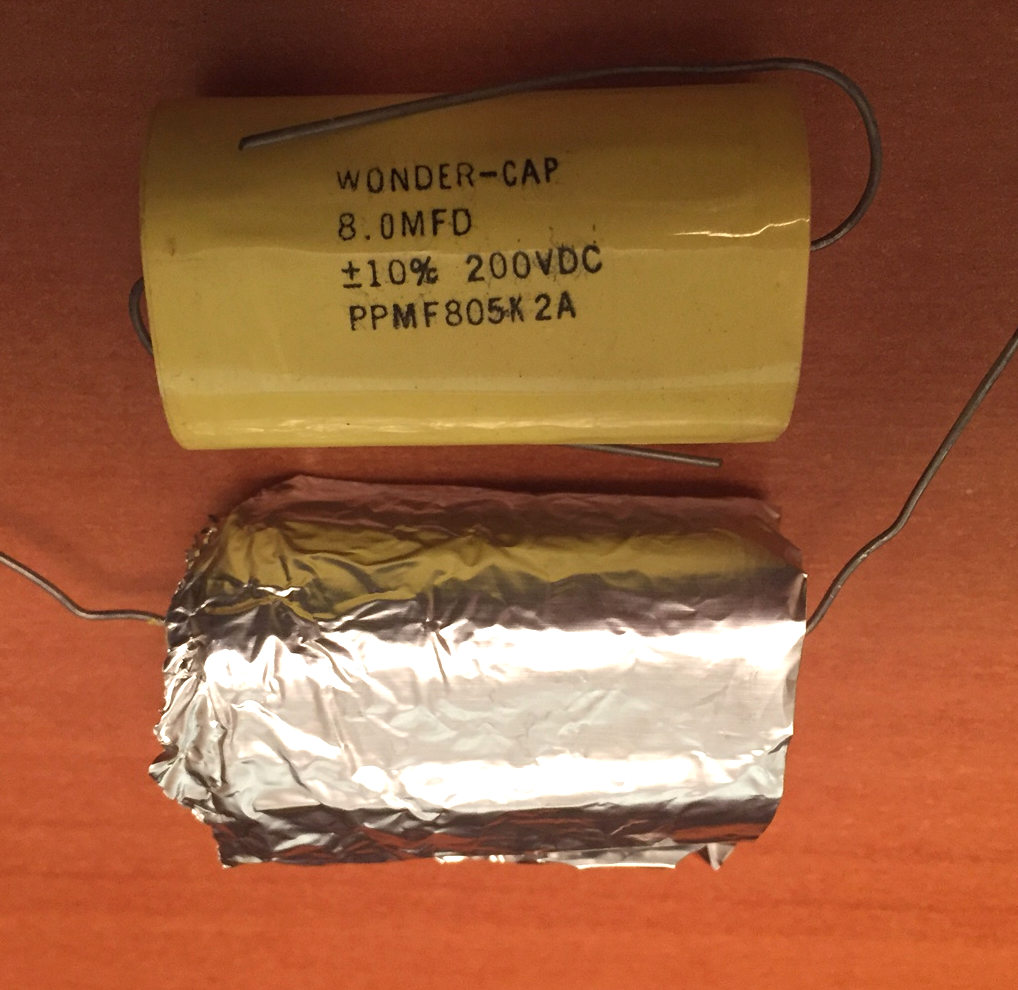 WONDER-CAP
8.0MFD
±10% 200VDC
PPMF805K2A